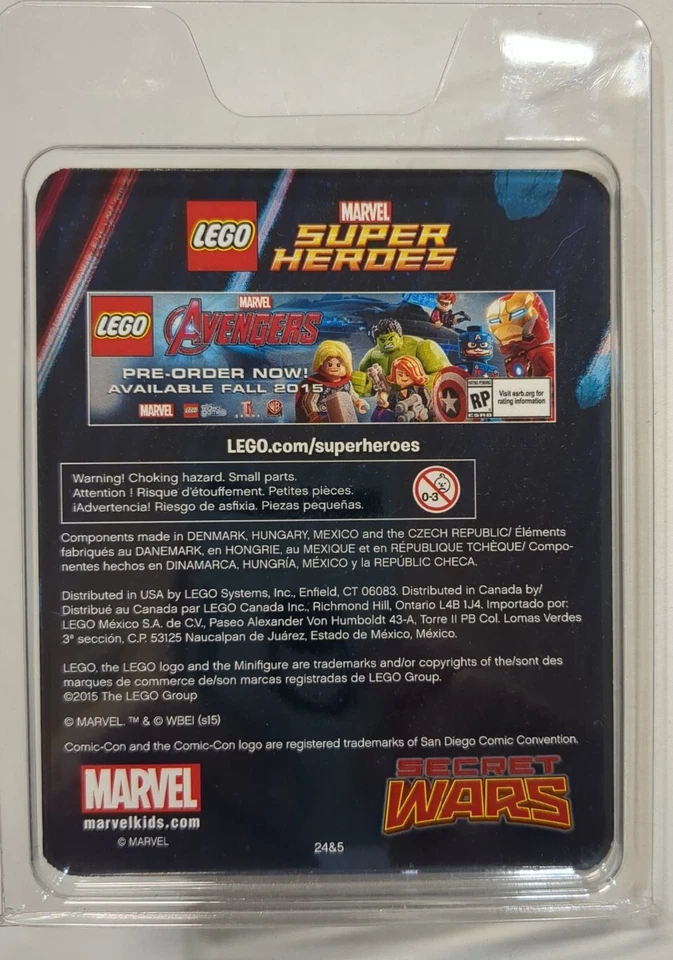 LEGO
MARVEL
SUPER
HEROES
LEGO
MARVEL
AVENGERS
PRE-ORDER NOW!
AVAILABLE FALL 2015
MARVEL LEGO
WB
A
RATING PENDING
RP
ESRB
Visit esrb.org for
rating information
LEGO.com/superheroes
Warning! Choking hazard. Small parts.
Attention ! Risque d'étouffement. Petites pièces.
¡Advertencia! Riesgo de asfixia. Piezas pequeñas.
0-3
Components made in DENMARK, HUNGARY, MEXICO and the CZECH REPUBLIC/ Éléments
fabriqués au DANEMARK, en HONGRIE, au MEXIQUE et en RÉPUBLIQUE TCHÈQUE/ Compo-
nentes hechos en DINAMARCA, HUNGRÍA, MÉXICO y la REPÚBLIC CHECA.
Distributed in USA by LEGO Systems, Inc., Enfield, CT 06083. Distributed in Canada by/
Distribué au Canada par LEGO Canada Inc., Richmond Hill, Ontario L4B 1J4. Importado por:
LEGO México S.A. de C.V., Paseo Alexander Von Humboldt 43-A, Torre II PB Col. Lomas Verdes
3ª sección, C.P. 53125 Naucalpan de Juárez, Estado de México, México.
LEGO, the LEGO logo and the Minifigure are trademarks and/or copyrights of the/sont des
marques de commerce de/son marcas registradas de LEGO Group.
©2015 The LEGO Group
© MARVEL ™ & © WBEI (s15)
Comic-Con and the Comic-Con logo are registered trademarks of San Diego Comic Convention.
MARVEL
marvelkids.com
© MARVEL
24&5
SECRET
WARS